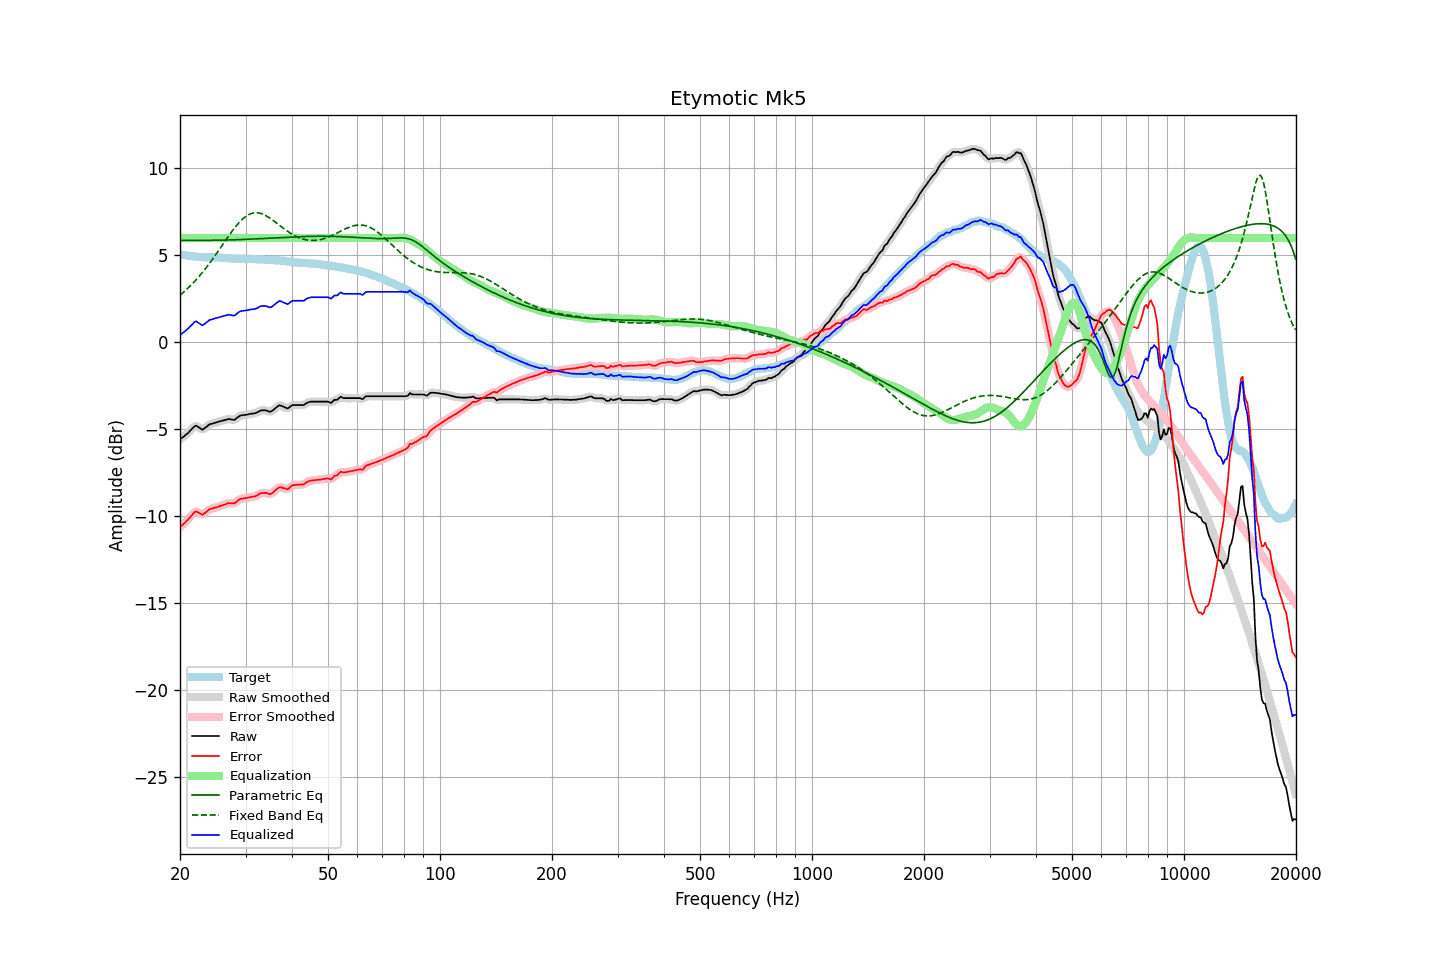 Etymotic Mk5
Amplitude (dBr)
10
5
0
−5
−10
−15
−20
−25
Target
Raw Smoothed
Error Smoothed
Raw
Error
Equalization
Parametric Eq
Fixed Band Eq
Equalized
20 50 100 200 500 1000 2000 5000 10000 20000
Frequency (Hz)